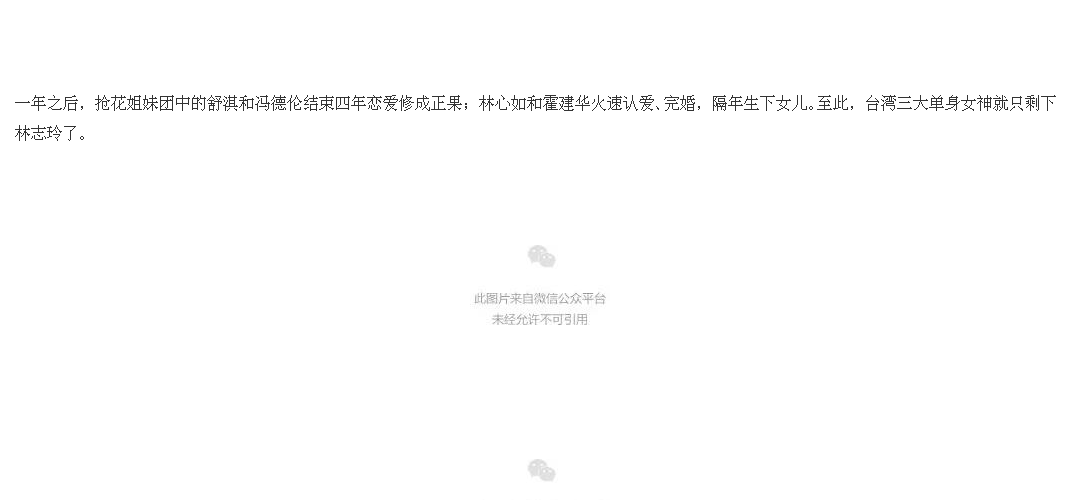 一年之后，抢花姐妹团中的舒淇和冯德伦结束四年恋爱修成正果；林心如和霍建华火速认爱、完婚，隔年生下女儿。至此，台湾三大单身女神就只剩下
林志玲了。
此图片来自微信公众平台
未经允许不可引用